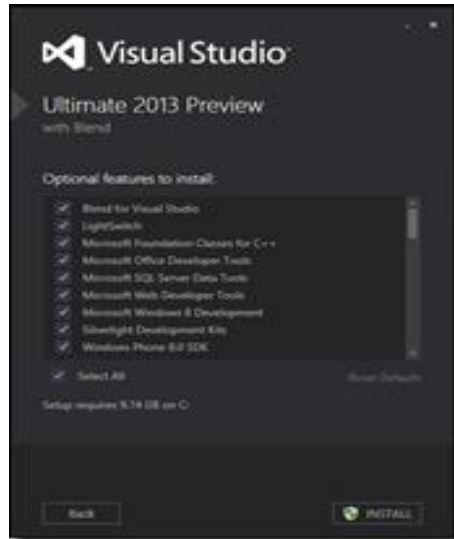 Visual Studio
Ultimate 2013 Preview
with Blend
Optional features to install:
Blend for Visual Studio
LightSwitch
Microsoft Foundation Classes for C++
Microsoft Office Developer Tools
Microsoft SQL Server Data Tools
Microsoft Web Developer Tools
Microsoft Windows 8 Development
Silverlight Development Kits
Windows Phone 8.0 SDK
Select All
Reset Defaults
Setup requires 9.74 GB on C:
Back
INSTALL